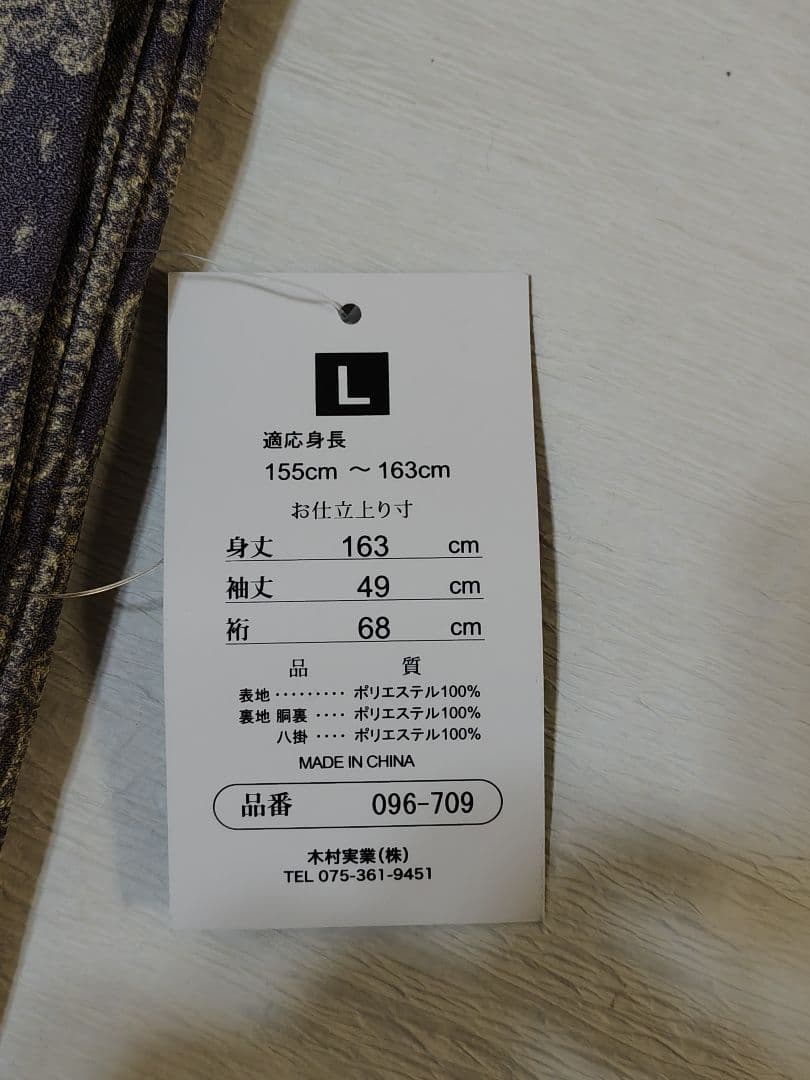 L
適応身長
155cm ～ 163cm
お仕立上り寸
身丈 163 cm
袖丈 49 cm
裄 68 cm
品 質
表地 ········· ポリエステル100%
裏地 胴裏 ···· ポリエステル100%
八掛 ···· ポリエステル100%
MADE IN CHINA
品番 096-709
木村実業(株)
TEL 075-361-9451